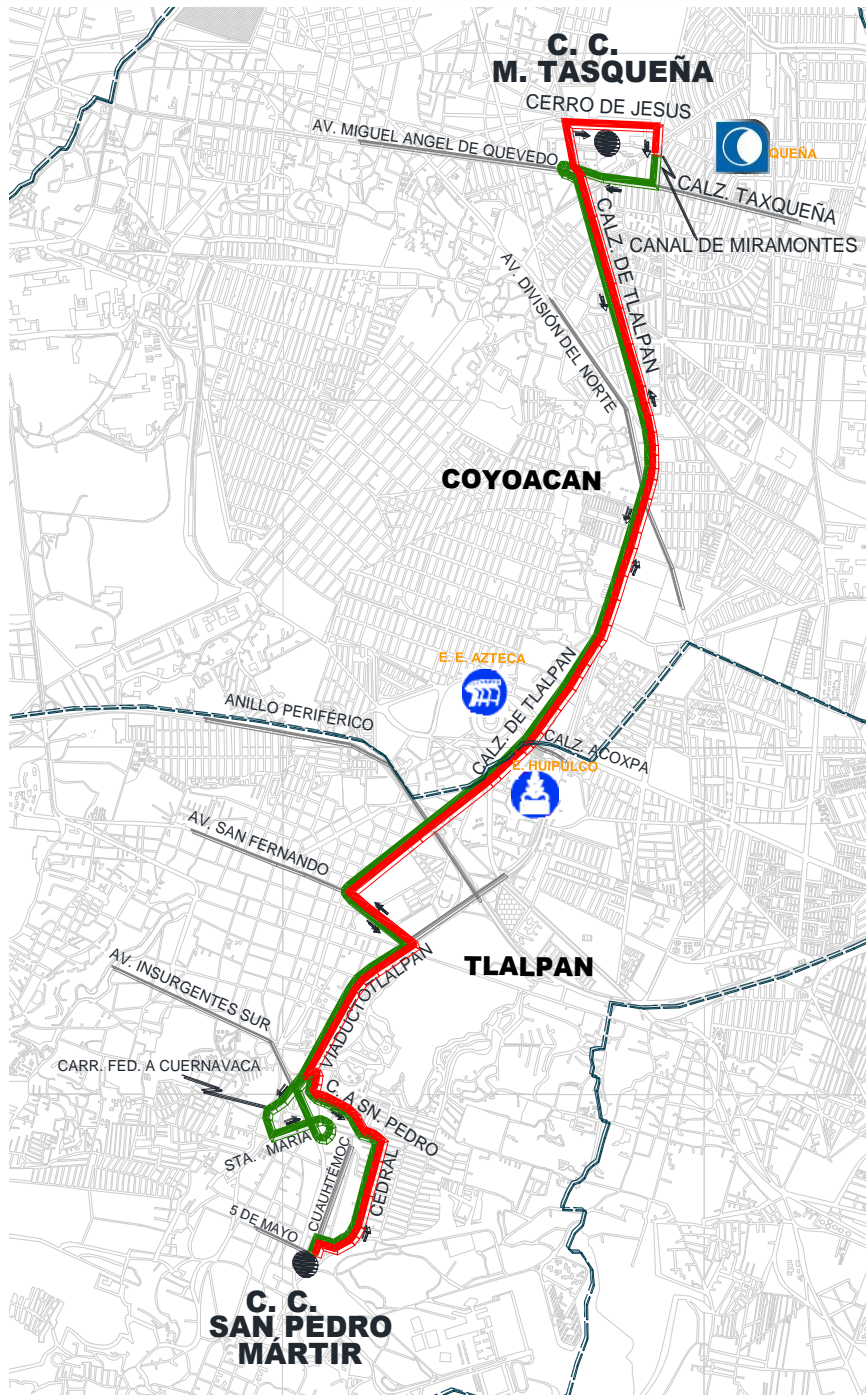 C. C.
M. TASQUEÑA
CERRO DE JESUS
AV. MIGUEL ANGEL DE QUEVEDO
QUEÑA
CALZ. TAXQUEÑA
CANAL DE MIRAMONTES
CALZ. DE TLALPAN
AV. DIVISIÓN DEL NORTE
COYOACAN
E. E. AZTECA
CALZ. DE TLALPAN
ANILLO PERIFÉRICO
CALZ. ACOXPA
E. HUIPULCO
AV. SAN FERNANDO
TLALPAN
VIADUCTOTLALPAN
AV. INSURGENTES SUR
CARR. FED. A CUERNAVACA
C. A SN. PEDRO
STA. MARIA
CUAUHTÉMOC
CEDRAL
5 DE MAYO
C. C.
SAN PEDRO
MÁRTIR